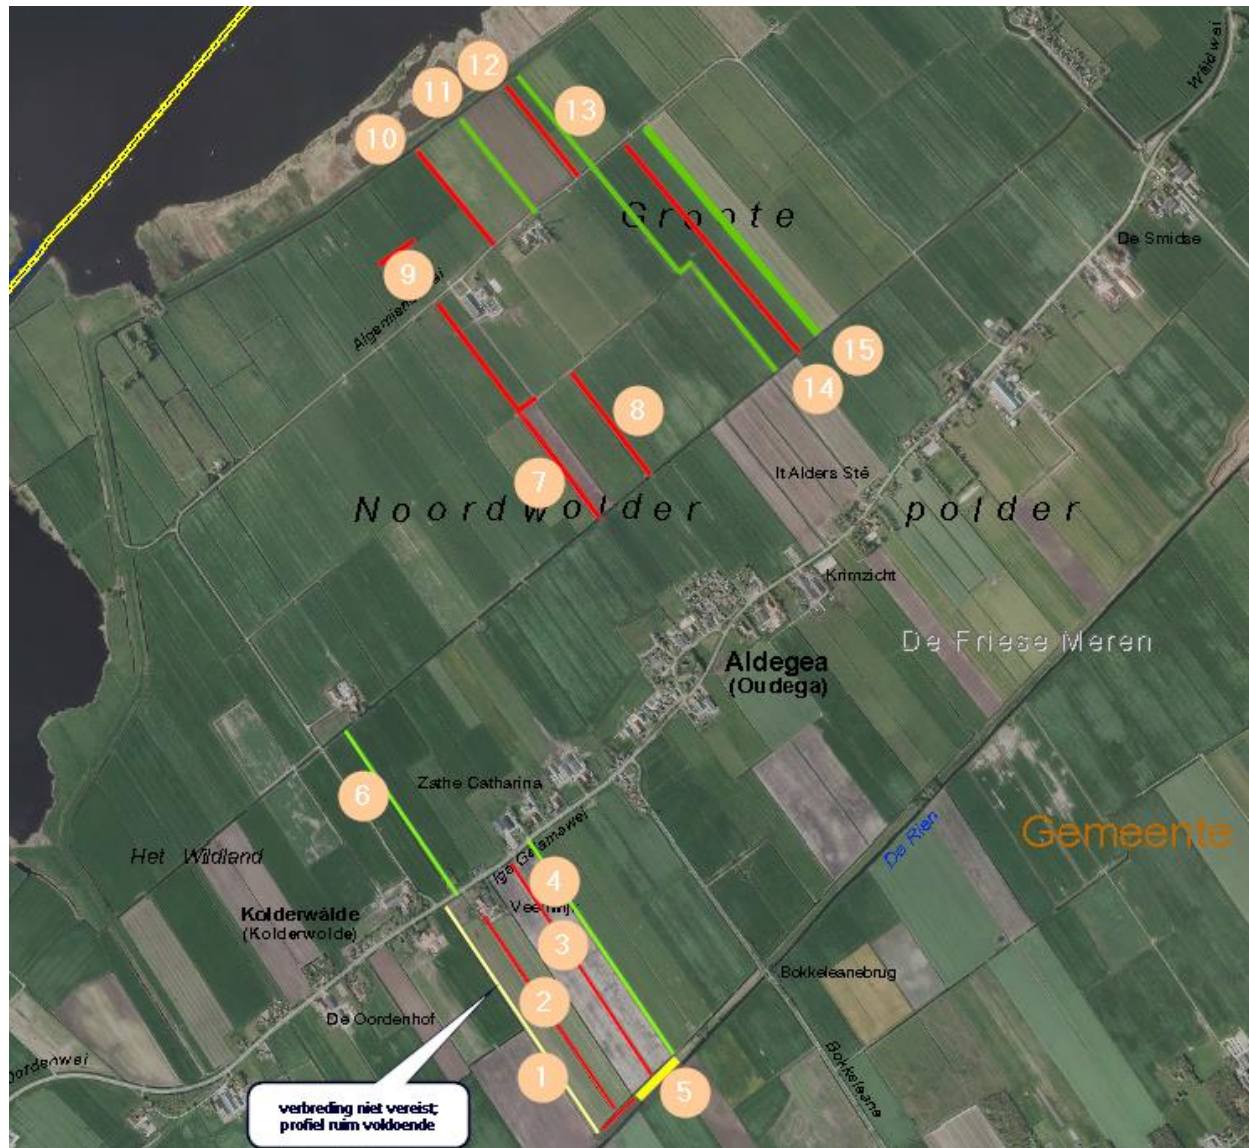 12
11
13
10
Wâldwei
Groote
De Smidse
9
15
14
8
It Alders Stê
7
Noordwolder polder
Krimzicht
De Friese Meren
Aldegea
(Oudega)
6
Zathe Catharina
De Rien
Gemeente
Het Wildland
4
Kolderwâlde
(Kolderwolde)
3
Bokkeleanebrug
2
De Oordenhof
Bokkeleane
1
5
verbreding niet vereist;
profiel ruim voldoende